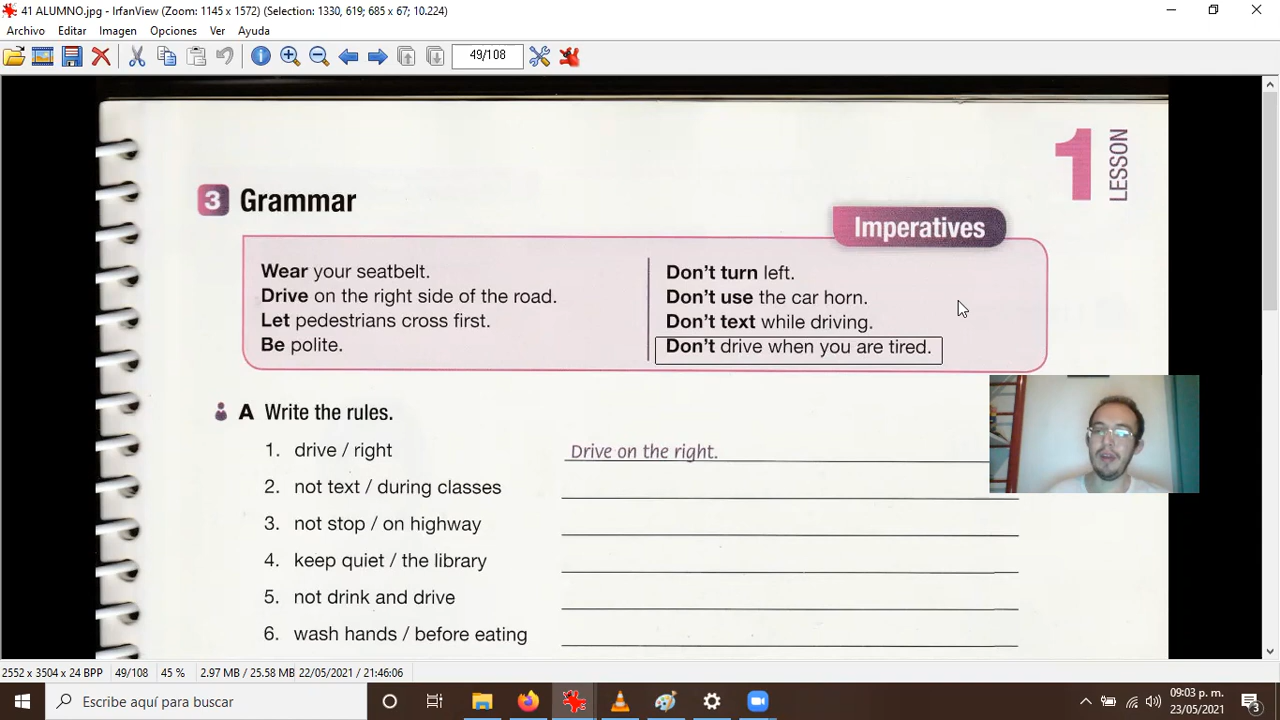 41 ALUMNO.jpg - IrfanView (Zoom: 1145 x 1572) (Selection: 1330, 619; 685 x 67; 10.224)
Archivo Editar Imagen Opciones Ver Ayuda
49/108
1 LESSON
3 Grammar
Imperatives
Wear your seatbelt.
Drive on the right side of the road.
Let pedestrians cross first.
Be polite.
Don't turn left.
Don't use the car horn.
Don't text while driving.
Don't drive when you are tired.
A Write the rules.
1. drive / right Drive on the right.
2. not text / during classes
3. not stop / on highway
4. keep quiet / the library
5. not drink and drive
6. wash hands / before eating
2552 x 3504 x 24 BPP 49/108 45 % 2.97 MB / 25.58 MB 22/05/2021 / 21:46:06
Escribe aquí para buscar
09:03 p. m.
23/05/2021
3